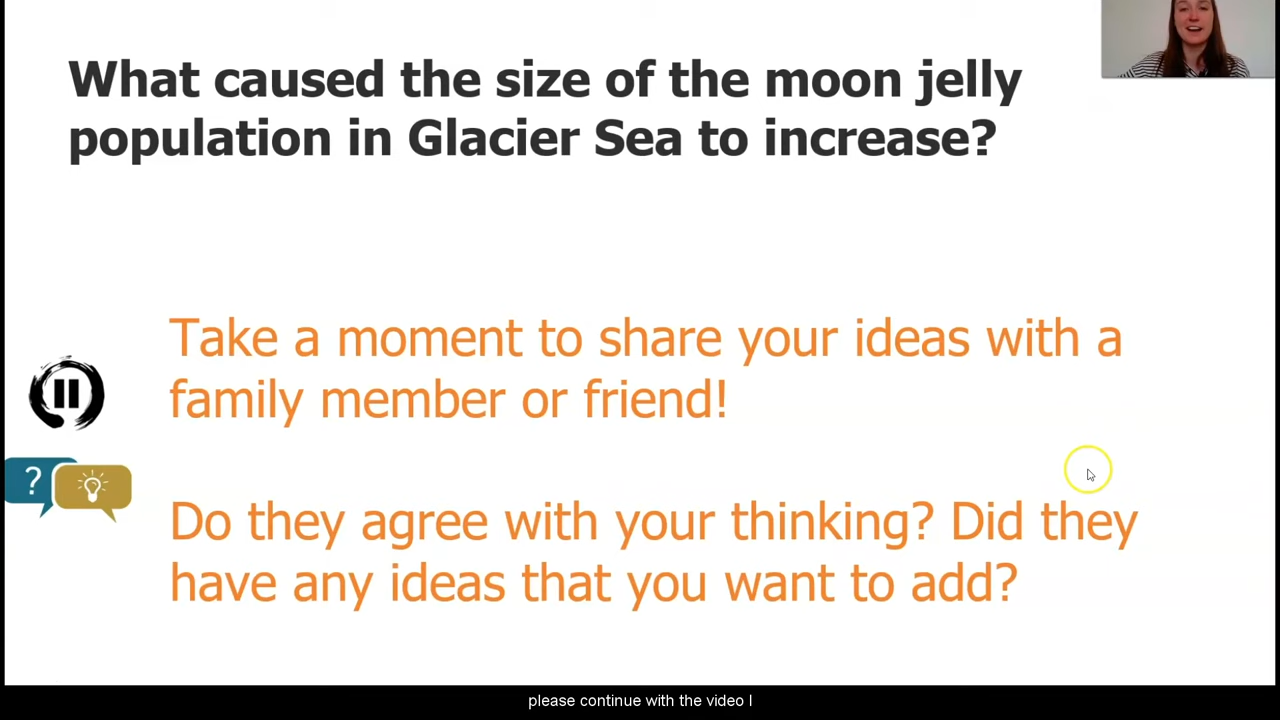 What caused the size of the moon jelly
population in Glacier Sea to increase?
Take a moment to share your ideas with a
family member or friend!
?
Do they agree with your thinking? Did they
have any ideas that you want to add?
please continue with the video I